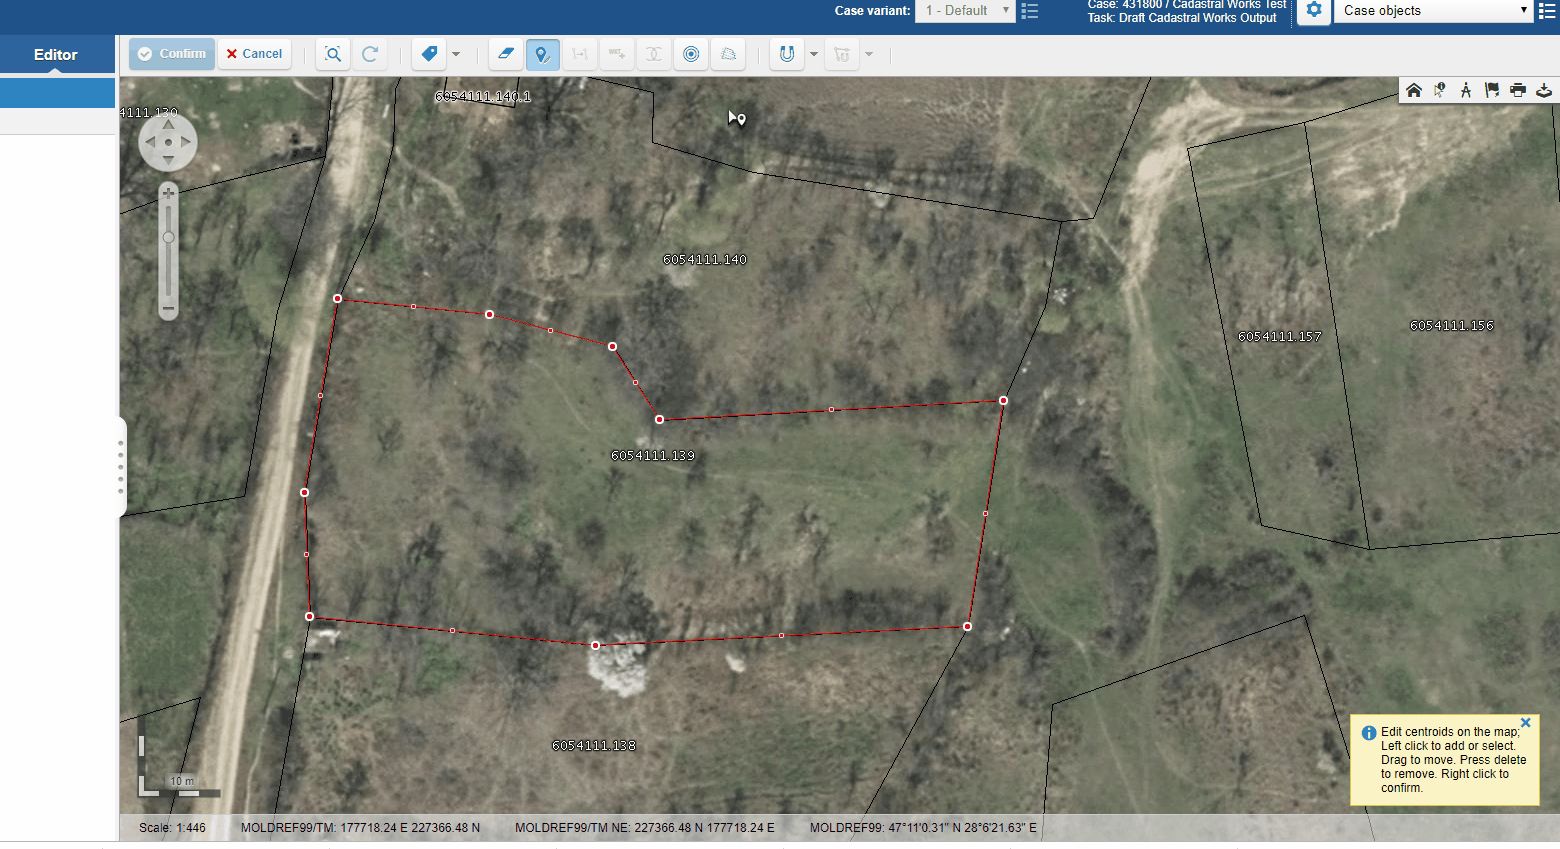 Case variant:
1 - Default
Case: 431800 / Cadastral Works Test
Task: Draft Cadastral Works Output
Case objects
Editor
Confirm
Cancel
WKT
6054111.140.1
4111.130
6054111.140
6054111.157
6054111.156
6054111.139
6054111.138
Edit centroids on the map;
Left click to add or select.
Drag to move. Press delete
to remove. Right click to
confirm.
10 m
Scale: 1:446
MOLDREF99/TM: 177718.24 E 227366.48 N
MOLDREF99/TM NE: 227366.48 N 177718.24 E
MOLDREF99: 47°11'0.31" N 28°6'21.63" E